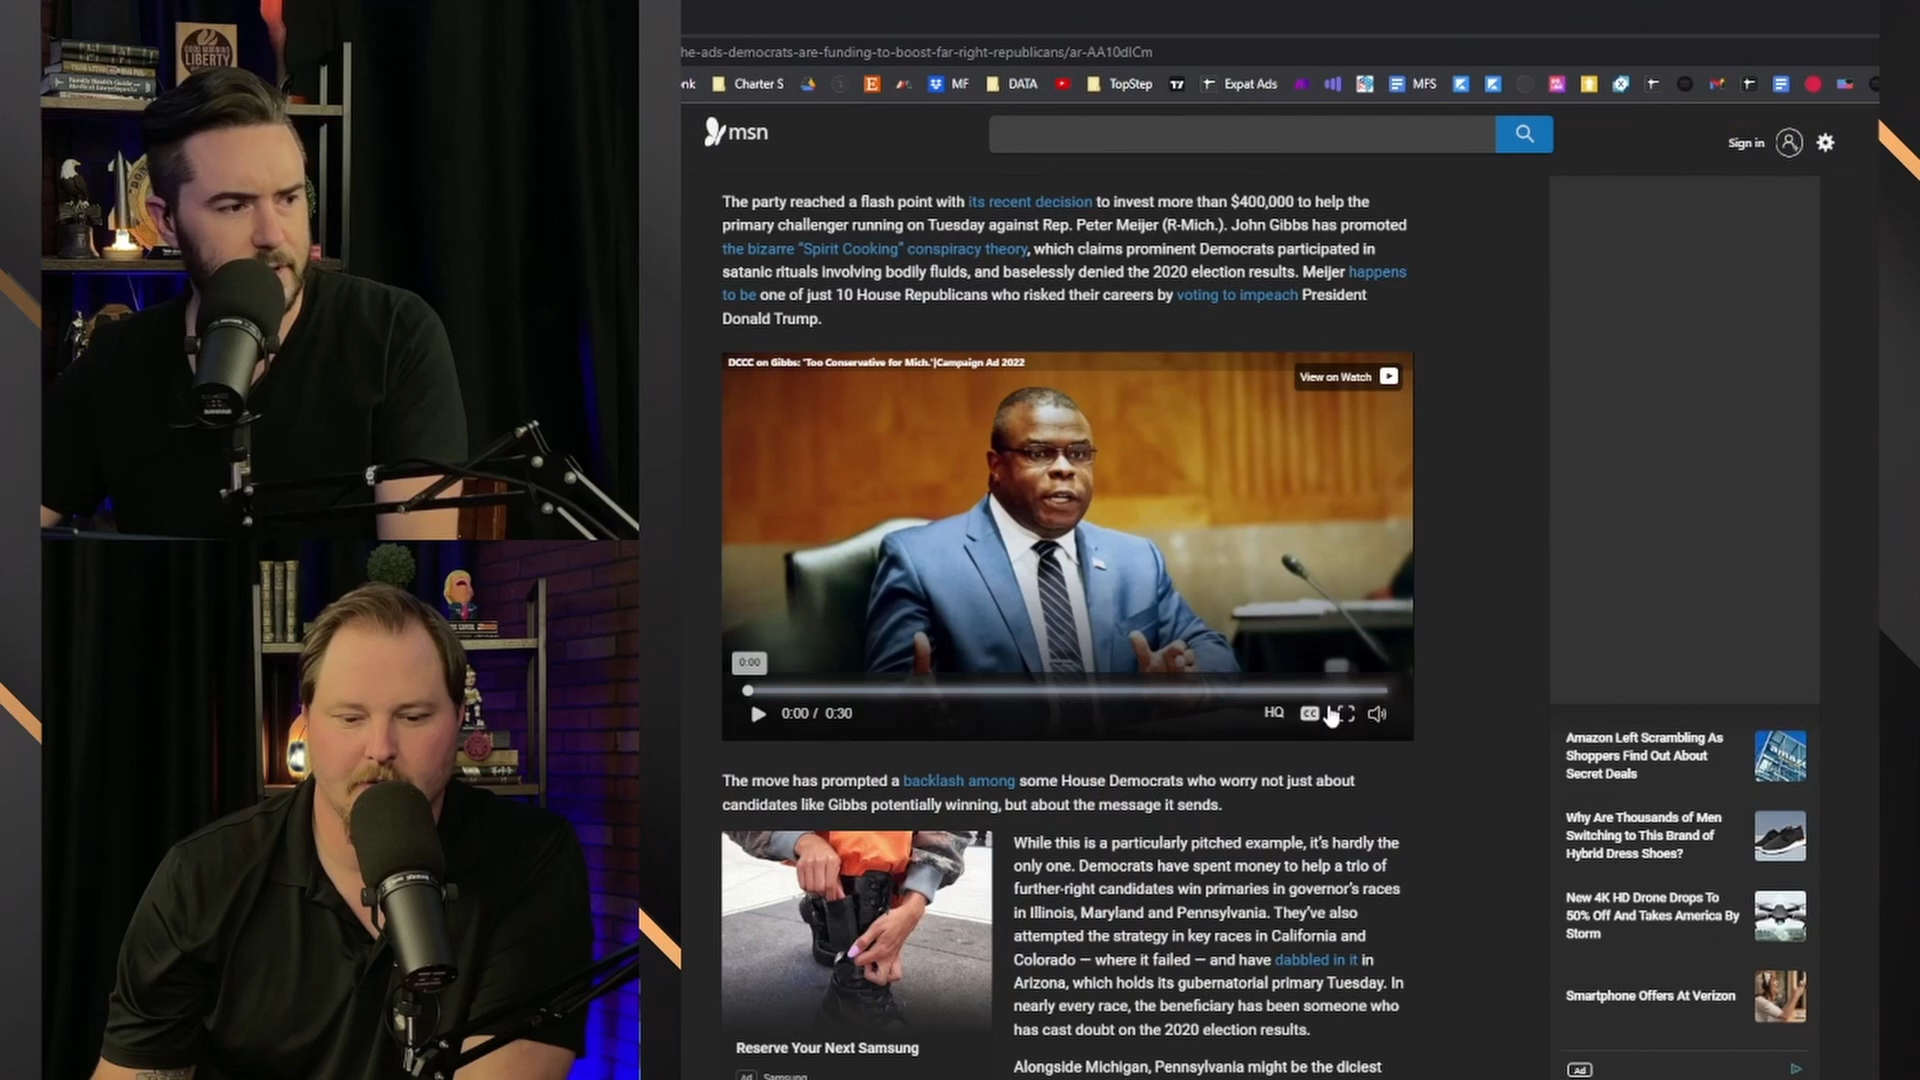 GOOD MORNING
LIBERTY
Family Health Guide
Medical Encyclopedia
he-ads-democrats-are-funding-to-boost-far-right-republicans/ar-AA10dICm
onk
Charter S
MF
DATA
TopStep
Expat Ads
MFS
msn
Sign in
The party reached a flash point with its recent decision to invest more than $400,000 to help the
primary challenger running on Tuesday against Rep. Peter Meijer (R-Mich.). John Gibbs has promoted
the bizarre “Spirit Cooking” conspiracy theory, which claims prominent Democrats participated in
satanic rituals involving bodily fluids, and baselessly denied the 2020 election results. Meijer happens
to be one of just 10 House Republicans who risked their careers by voting to impeach President
Donald Trump.
DCCC on Gibbs: 'Too Conservative for Mich.'|Campaign Ad 2022
View on Watch
0:00
0:00 / 0:30
HQ
CC
The move has prompted a backlash among some House Democrats who worry not just about
candidates like Gibbs potentially winning, but about the message it sends.
While this is a particularly pitched example, it’s hardly the
only one. Democrats have spent money to help a trio of
further-right candidates win primaries in governor’s races
in Illinois, Maryland and Pennsylvania. They’ve also
attempted the strategy in key races in California and
Colorado — where it failed — and have dabbled in it in
Arizona, which holds its gubernatorial primary Tuesday. In
nearly every race, the beneficiary has been someone who
has cast doubt on the 2020 election results.
Alongside Michigan, Pennsylvania might be the diciest
Reserve Your Next Samsung
Ad Samsung
Amazon Left Scrambling As
Shoppers Find Out About
Secret Deals
Why Are Thousands of Men
Switching to This Brand of
Hybrid Dress Shoes?
New 4K HD Drone Drops To
50% Off And Takes America By
Storm
Smartphone Offers At Verizon
Ad